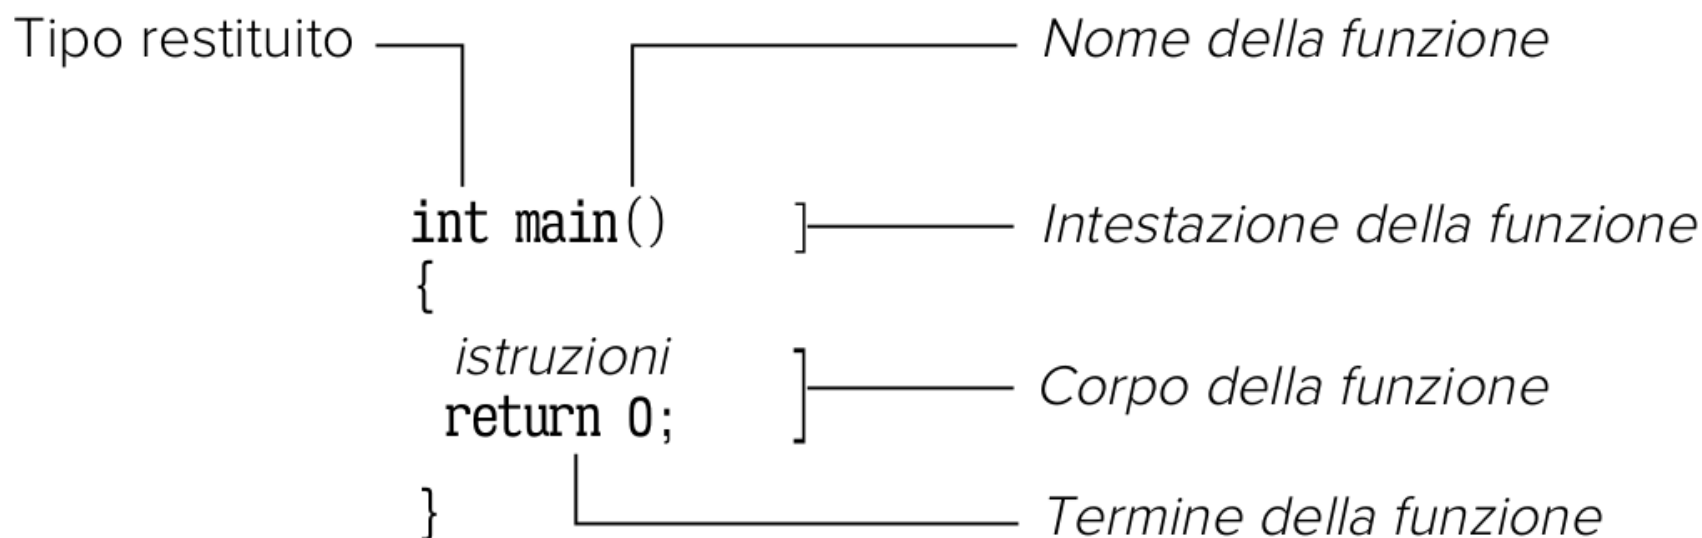 Tipo restituito Nome della funzione
int main() Intestazione della funzione
{
istruzioni
return 0; Corpo della funzione
} Termine della funzione